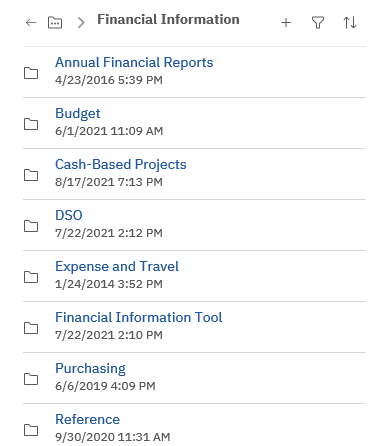 Financial Information
Annual Financial Reports
4/23/2016 5:39 PM
Budget
6/1/2021 11:09 AM
Cash-Based Projects
8/17/2021 7:13 PM
DSO
7/22/2021 2:12 PM
Expense and Travel
1/24/2014 3:52 PM
Financial Information Tool
7/22/2021 2:10 PM
Purchasing
6/6/2019 4:09 PM
Reference
9/30/2020 11:31 AM